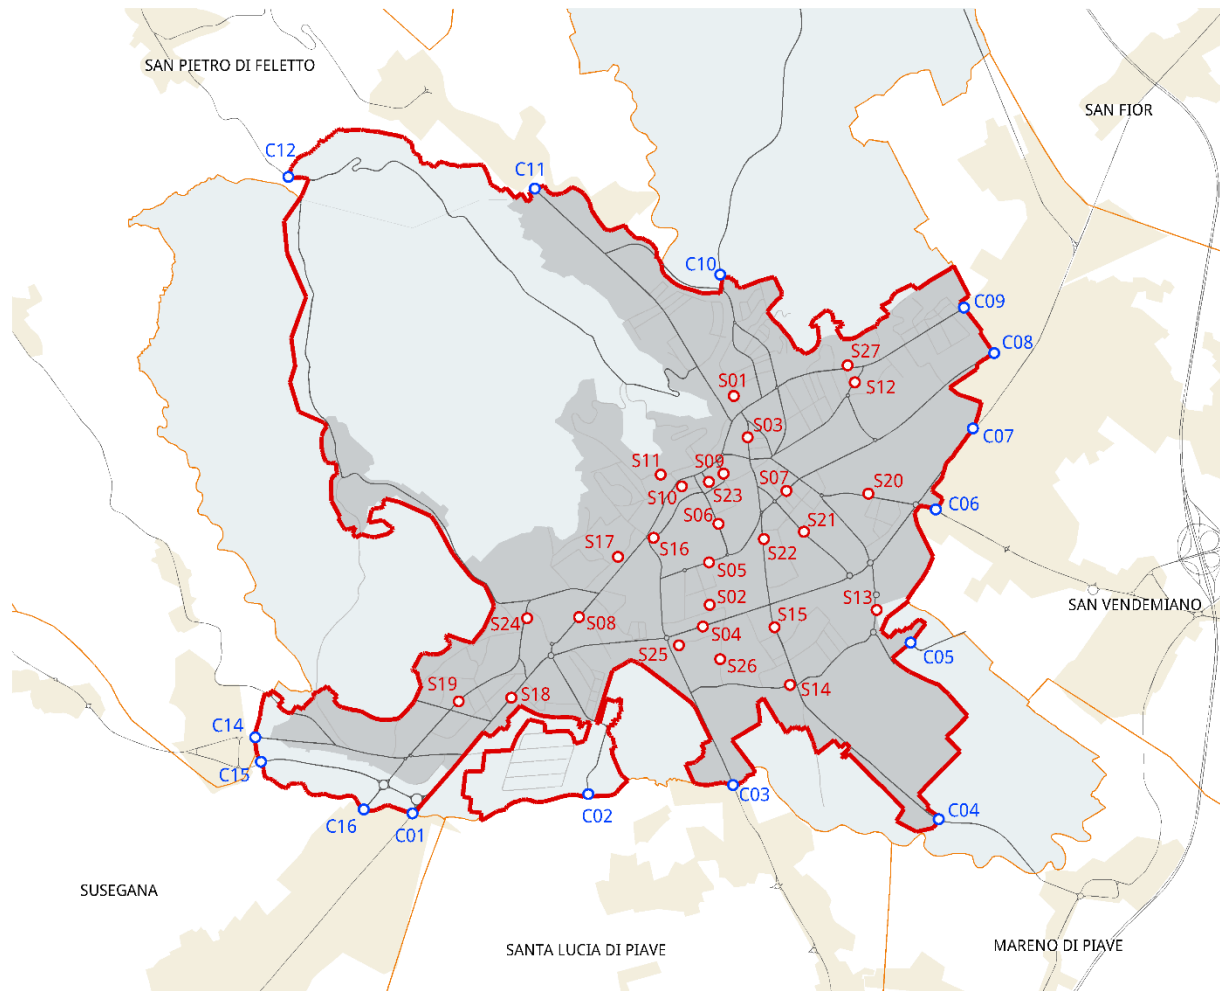 SAN PIETRO DI FELETTO
SAN FIOR
C12
C11
C10
C09
C08
S27
S01
S12
S03
C07
S11
S09
S07
S20
S10
S23
C06
S06
S21
S17
S16
S22
S05
S02
S13
SAN VENDEMIANO
S24
S08
S04
S15
S25
C05
S26
S19
S18
S14
C14
C15
C03
C16
C01
C02
C04
SUSEGANA
SANTA LUCIA DI PIAVE
MARENO DI PIAVE